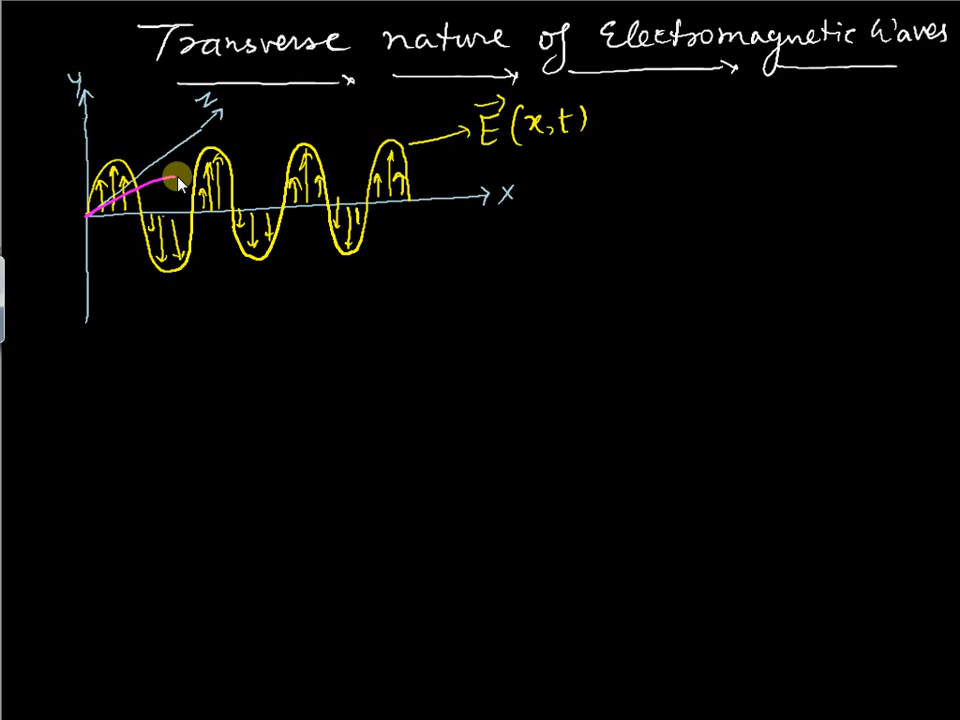 Transverse nature of Electromagnetic Waves
Y
Z
E⃗ (x,t)
X